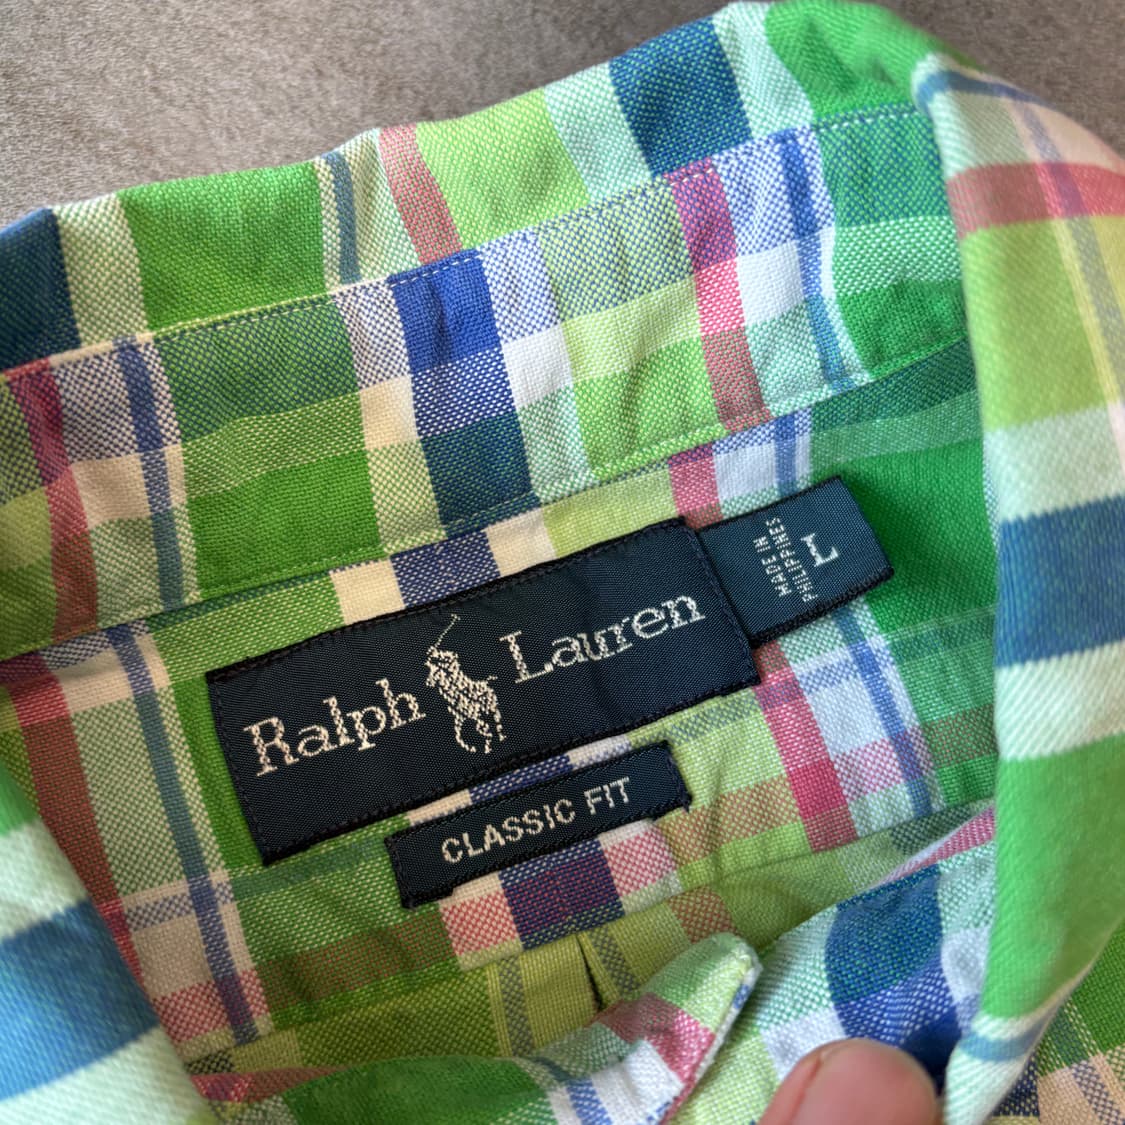 Ralph Lauren
MADE IN
PHILIPPINES
L
CLASSIC FIT